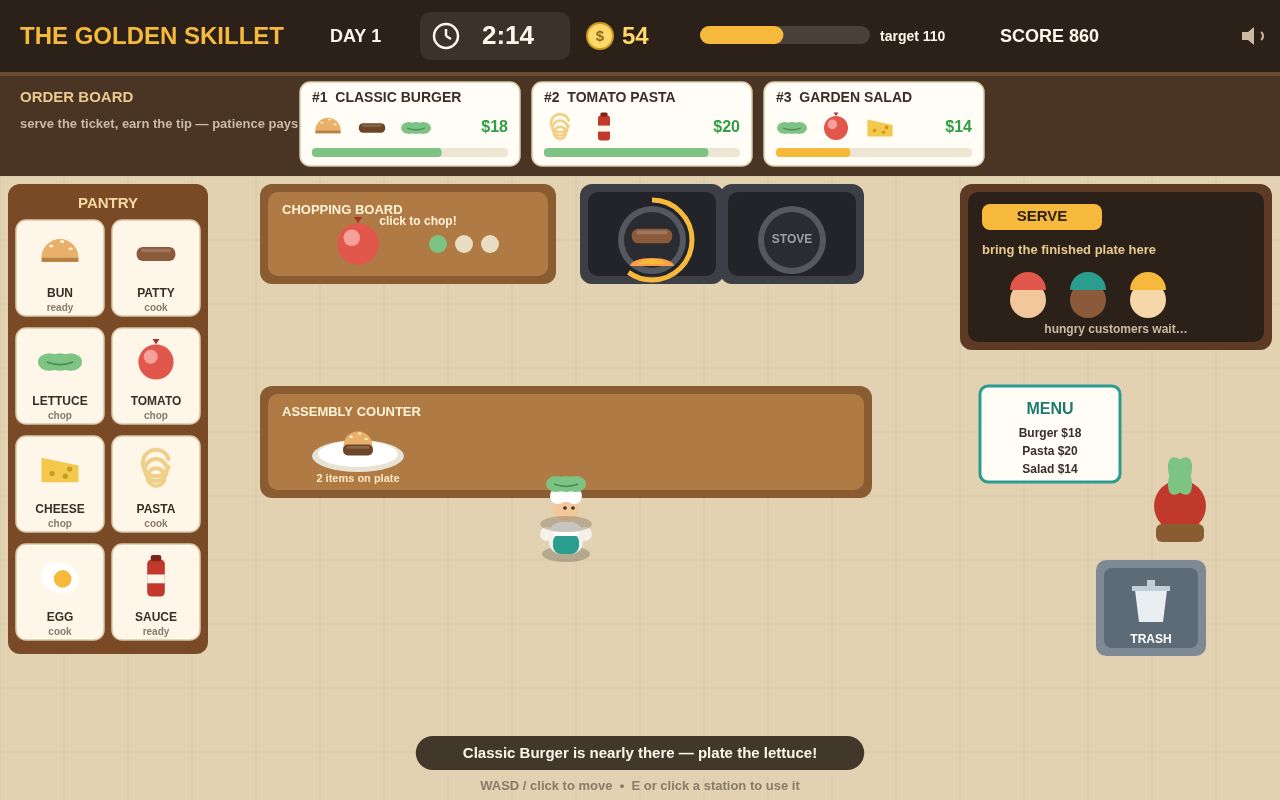 THE GOLDEN SKILLET
DAY 1
2:14
$ 54
target 110
SCORE 860
ORDER BOARD
serve the ticket, earn the tip — patience pays
#1 CLASSIC BURGER
$18
#2 TOMATO PASTA
$20
#3 GARDEN SALAD
$14
PANTRY
BUN
ready
PATTY
cook
LETTUCE
chop
TOMATO
chop
CHEESE
chop
PASTA
cook
EGG
cook
SAUCE
ready
CHOPPING BOARD
click to chop!
STOVE
SERVE
bring the finished plate here
hungry customers wait…
ASSEMBLY COUNTER
2 items on plate
MENU
Burger $18
Pasta $20
Salad $14
TRASH
Classic Burger is nearly there — plate the lettuce!
WASD / click to move • E or click a station to use it